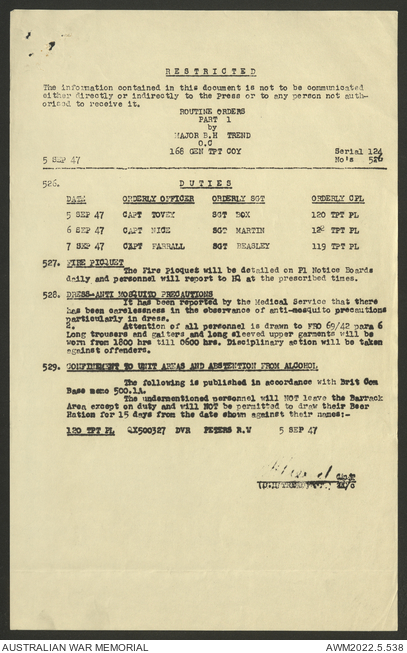 RESTRICTED
The information contained in this document is not to be communicated
either directly or indirectly to the Press or to any person not auth-
orised to receive it.
ROUTINE ORDERS
PART 1
by
MAJOR B.H TREND
O.C
168 GEN TPT COY
Serial 124
5 SEP 47
No's
526.
DUTIES
DATE ORDERLY OFFICER ORDERLY SGT ORDERLY CPL
5 SEP 47 CAPT TOVEY SGT BOX 120 TPT PL
6 SEP 47 CAPT NICE SGT MARTIN TPT PL
7 SEP 47 CAPT FARRALL SGT BEASLEY 119 TPT PL
527. FIRE PICQUET
The Fire Picquet will be detailed on Pl Notice Boards
daily and personnel will report to HQ at the prescribed times.
528. DRESS-ANTI MOSQUITO PRECAUTIONS
It has been reported by the Medical Service that there
has been carelessness in the observance of anti-mosquito precautions
particularly in dress.
2. Attention of all personnel is drawn to FRO 69/42 para 6
Long trousers and gaiters and long sleeved upper garments will be
worn from 1800 hrs till 0600 hrs. Disciplinary action will be taken
against offenders.
529. CONFINEMENT TO UNIT AREAS AND ABSTENTION FROM ALCOHOL
The following is published in accordance with Brit Com
Base memo 500.1A.
The undermentioned personnel will NOT leave the Barrack
Area except on duty and will NOT be permitted to draw their Beer
Ration for 15 days from the date shown against their names:-
120 TPT PL QX500327 DVR PETERS R.W 5 SEP 47
Capt
AUSTRALIAN WAR MEMORIAL
AWM2022.5.538